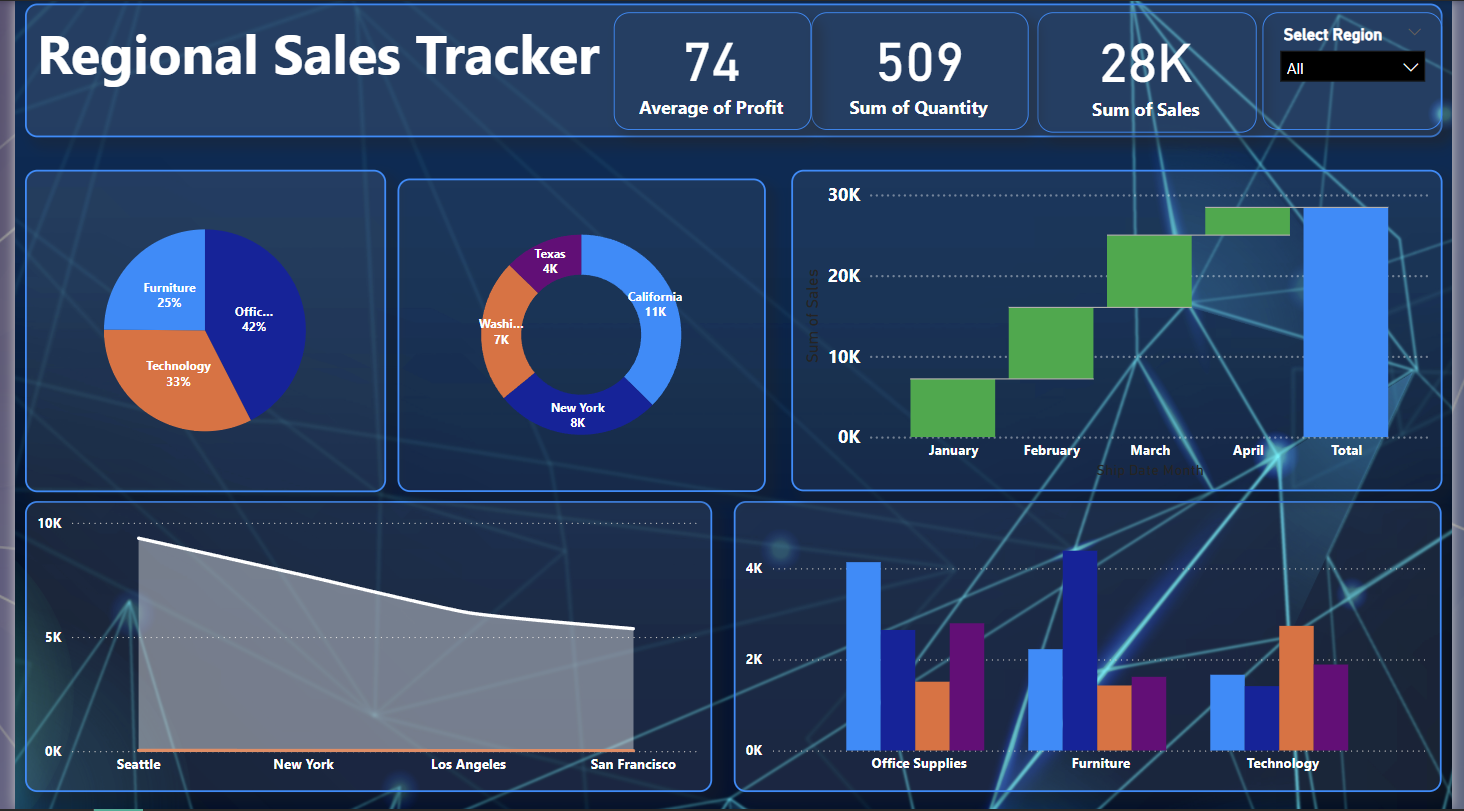 Regional Sales Tracker
74
Average of Profit
509
Sum of Quantity
28K
Sum of Sales
Select Region
All
Furniture
25%
Offic...
42%
Technology
33%
Texas
4K
California
11K
Washi...
7K
New York
8K
Sum of Sales
30K
20K
10K
0K
January
February
March
April
Total
10K
5K
0K
Seattle
New York
Los Angeles
San Francisco
4K
2K
0K
Office Supplies
Furniture
Technology